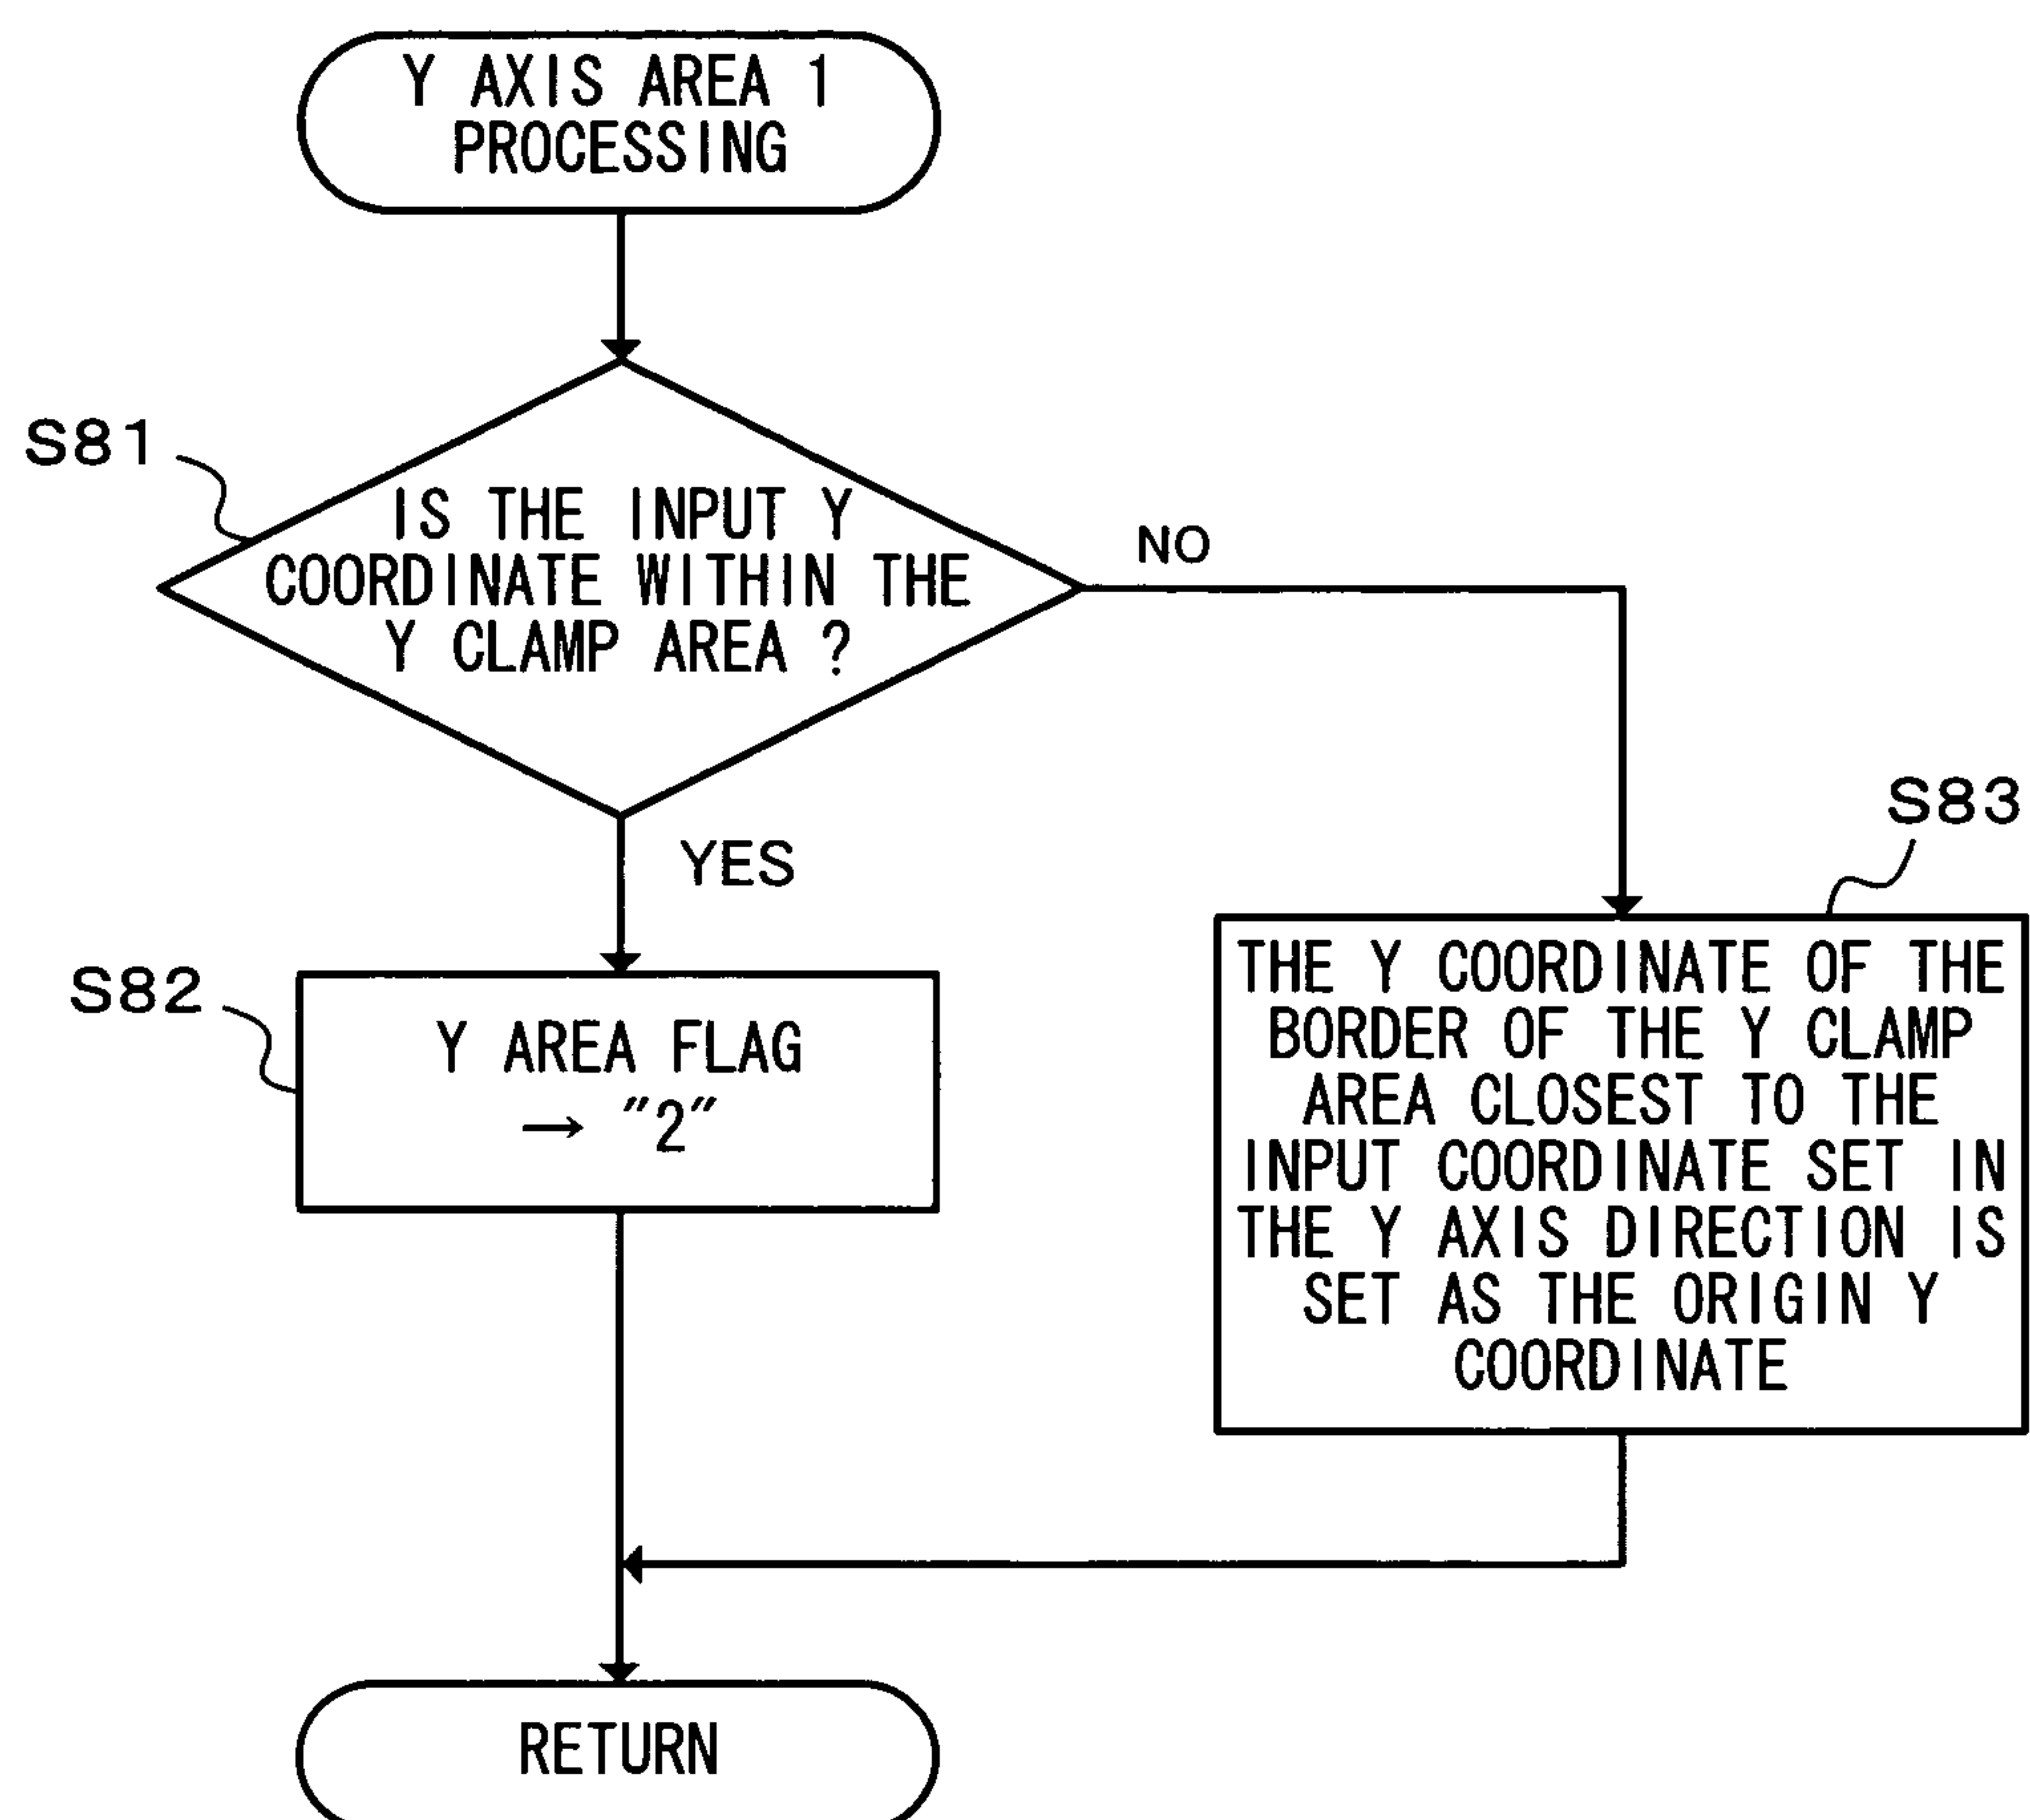 Y AXIS AREA 1
PROCESSING
S81
IS THE INPUT Y
COORDINATE WITHIN THE
Y CLAMP AREA ?
NO
YES
S82
Y AREA FLAG
→ "2"
S83
THE Y COORDINATE OF THE
BORDER OF THE Y CLAMP
AREA CLOSEST TO THE
INPUT COORDINATE SET IN
THE Y AXIS DIRECTION IS
SET AS THE ORIGIN Y
COORDINATE
RETURN